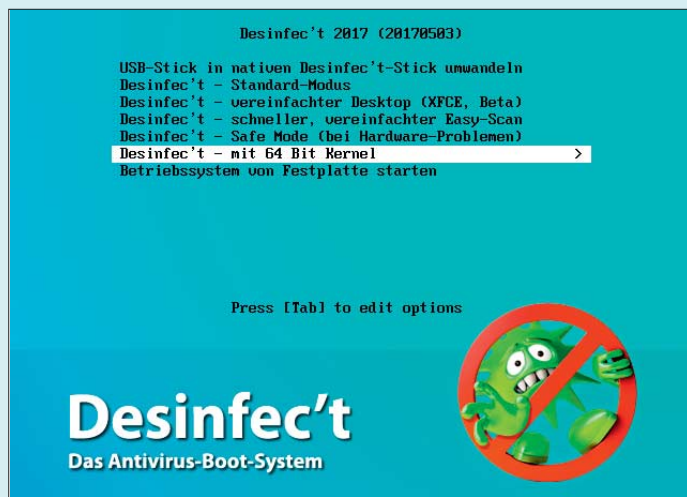 Desinfec't 2017 (20170503)
USB-Stick in nativen Desinfec't-Stick umwandeln
Desinfec't - Standard-Modus
Desinfec't - vereinfachter Desktop (XFCE, Beta)
Desinfec't - schneller, vereinfachter Easy-Scan
Desinfec't - Safe Mode (bei Hardware-Problemen)
Desinfec't - mit 64 Bit Kernel >
Betriebssystem von Festplatte starten
Press [Tab] to edit options
Desinfec't
Das Antivirus-Boot-System